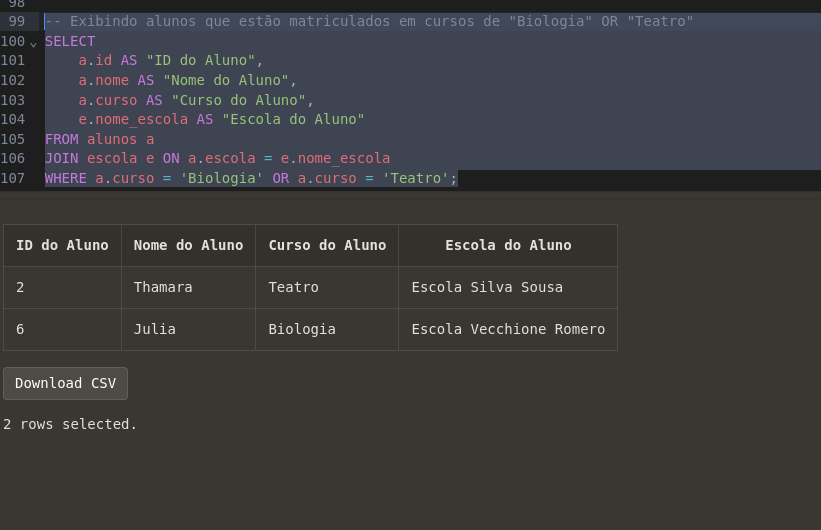 98
99 -- Exibindo alunos que estão matriculados em cursos de "Biologia" OR "Teatro"
100 SELECT
101 a.id AS "ID do Aluno",
102 a.nome AS "Nome do Aluno",
103 a.curso AS "Curso do Aluno",
104 e.nome_escola AS "Escola do Aluno"
105 FROM alunos a
106 JOIN escola e ON a.escola = e.nome_escola
107 WHERE a.curso = 'Biologia' OR a.curso = 'Teatro';
ID do Aluno Nome do Aluno Curso do Aluno Escola do Aluno
2 Thamara Teatro Escola Silva Sousa
6 Julia Biologia Escola Vecchione Romero
Download CSV
2 rows selected.